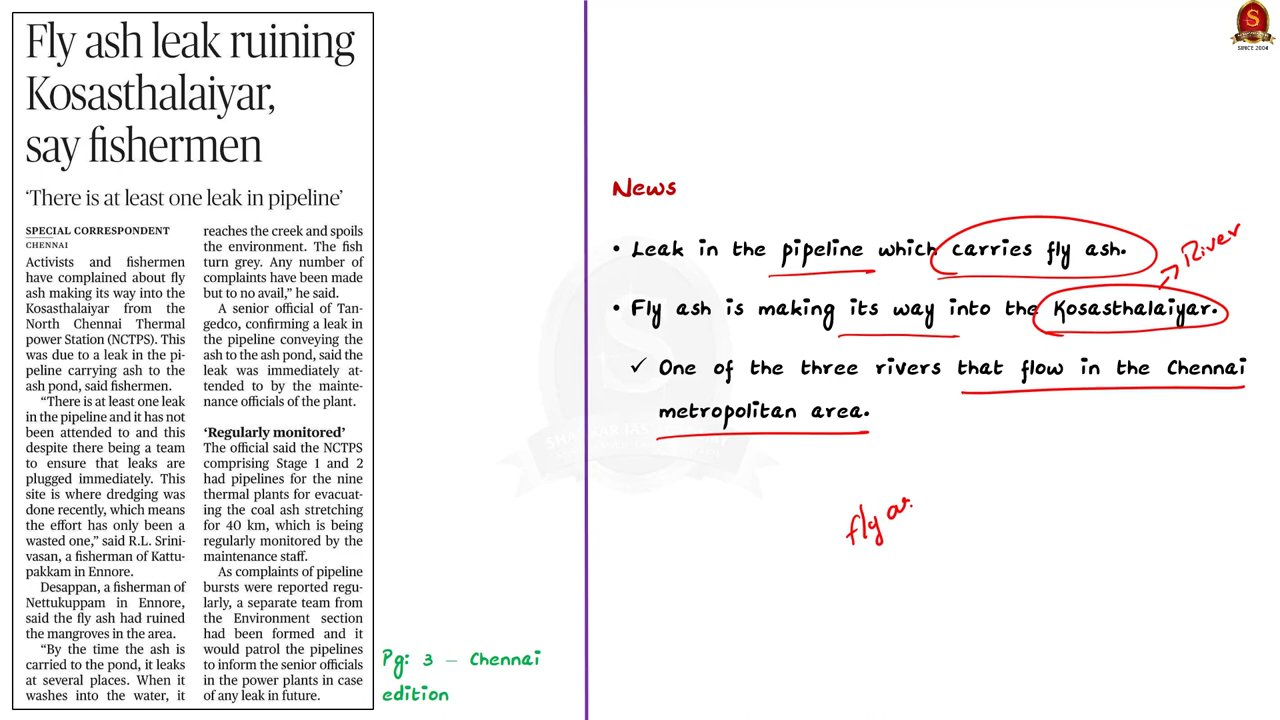 Fly ash leak ruining
Kosasthalaiyar,
say fishermen
‘There is at least one leak in pipeline’
SPECIAL CORRESPONDENT
CHENNAI
Activists and fishermen
have complained about fly
ash making its way into the
Kosasthalaiyar from the
North Chennai Thermal
power Station (NCTPS). This
was due to a leak in the pi-
peline carrying ash to the
ash pond, said fishermen.
“There is at least one leak
in the pipeline and it has not
been attended to and this
despite there being a team
to ensure that leaks are
plugged immediately. This
site is where dredging was
done recently, which means
the effort has only been a
wasted one,” said R.L. Srini-
vasan, a fisherman of Kattu-
pakkam in Ennore.
Desappan, a fisherman of
Nettukuppam in Ennore,
said the fly ash had ruined
the mangroves in the area.
“By the time the ash is
carried to the pond, it leaks
at several places. When it
washes into the water, it
reaches the creek and spoils
the environment. The fish
turn grey. Any number of
complaints have been made
but to no avail,” he said.
A senior official of Tan-
gedco, confirming a leak in
the pipeline conveying the
ash to the ash pond, said the
leak was immediately at-
tended to by the mainte-
nance officials of the plant.
‘Regularly monitored’
The official said the NCTPS
comprising Stage 1 and 2
had pipelines for the nine
thermal plants for evacuat-
ing the coal ash stretching
for 40 km, which is being
regularly monitored by the
maintenance staff.
As complaints of pipeline
bursts were reported regu-
larly, a separate team from
the Environment section
had been formed and it
would patrol the pipelines
to inform the senior officials
in the power plants in case
of any leak in future.
Pg: 3 – Chennai
edition
News
• Leak in the pipeline which carries fly ash.
River
• Fly ash is making its way into the Kosasthalaiyar.
✓ One of the three rivers that flow in the Chennai
metropolitan area.
fly as
S
SINCE 2004